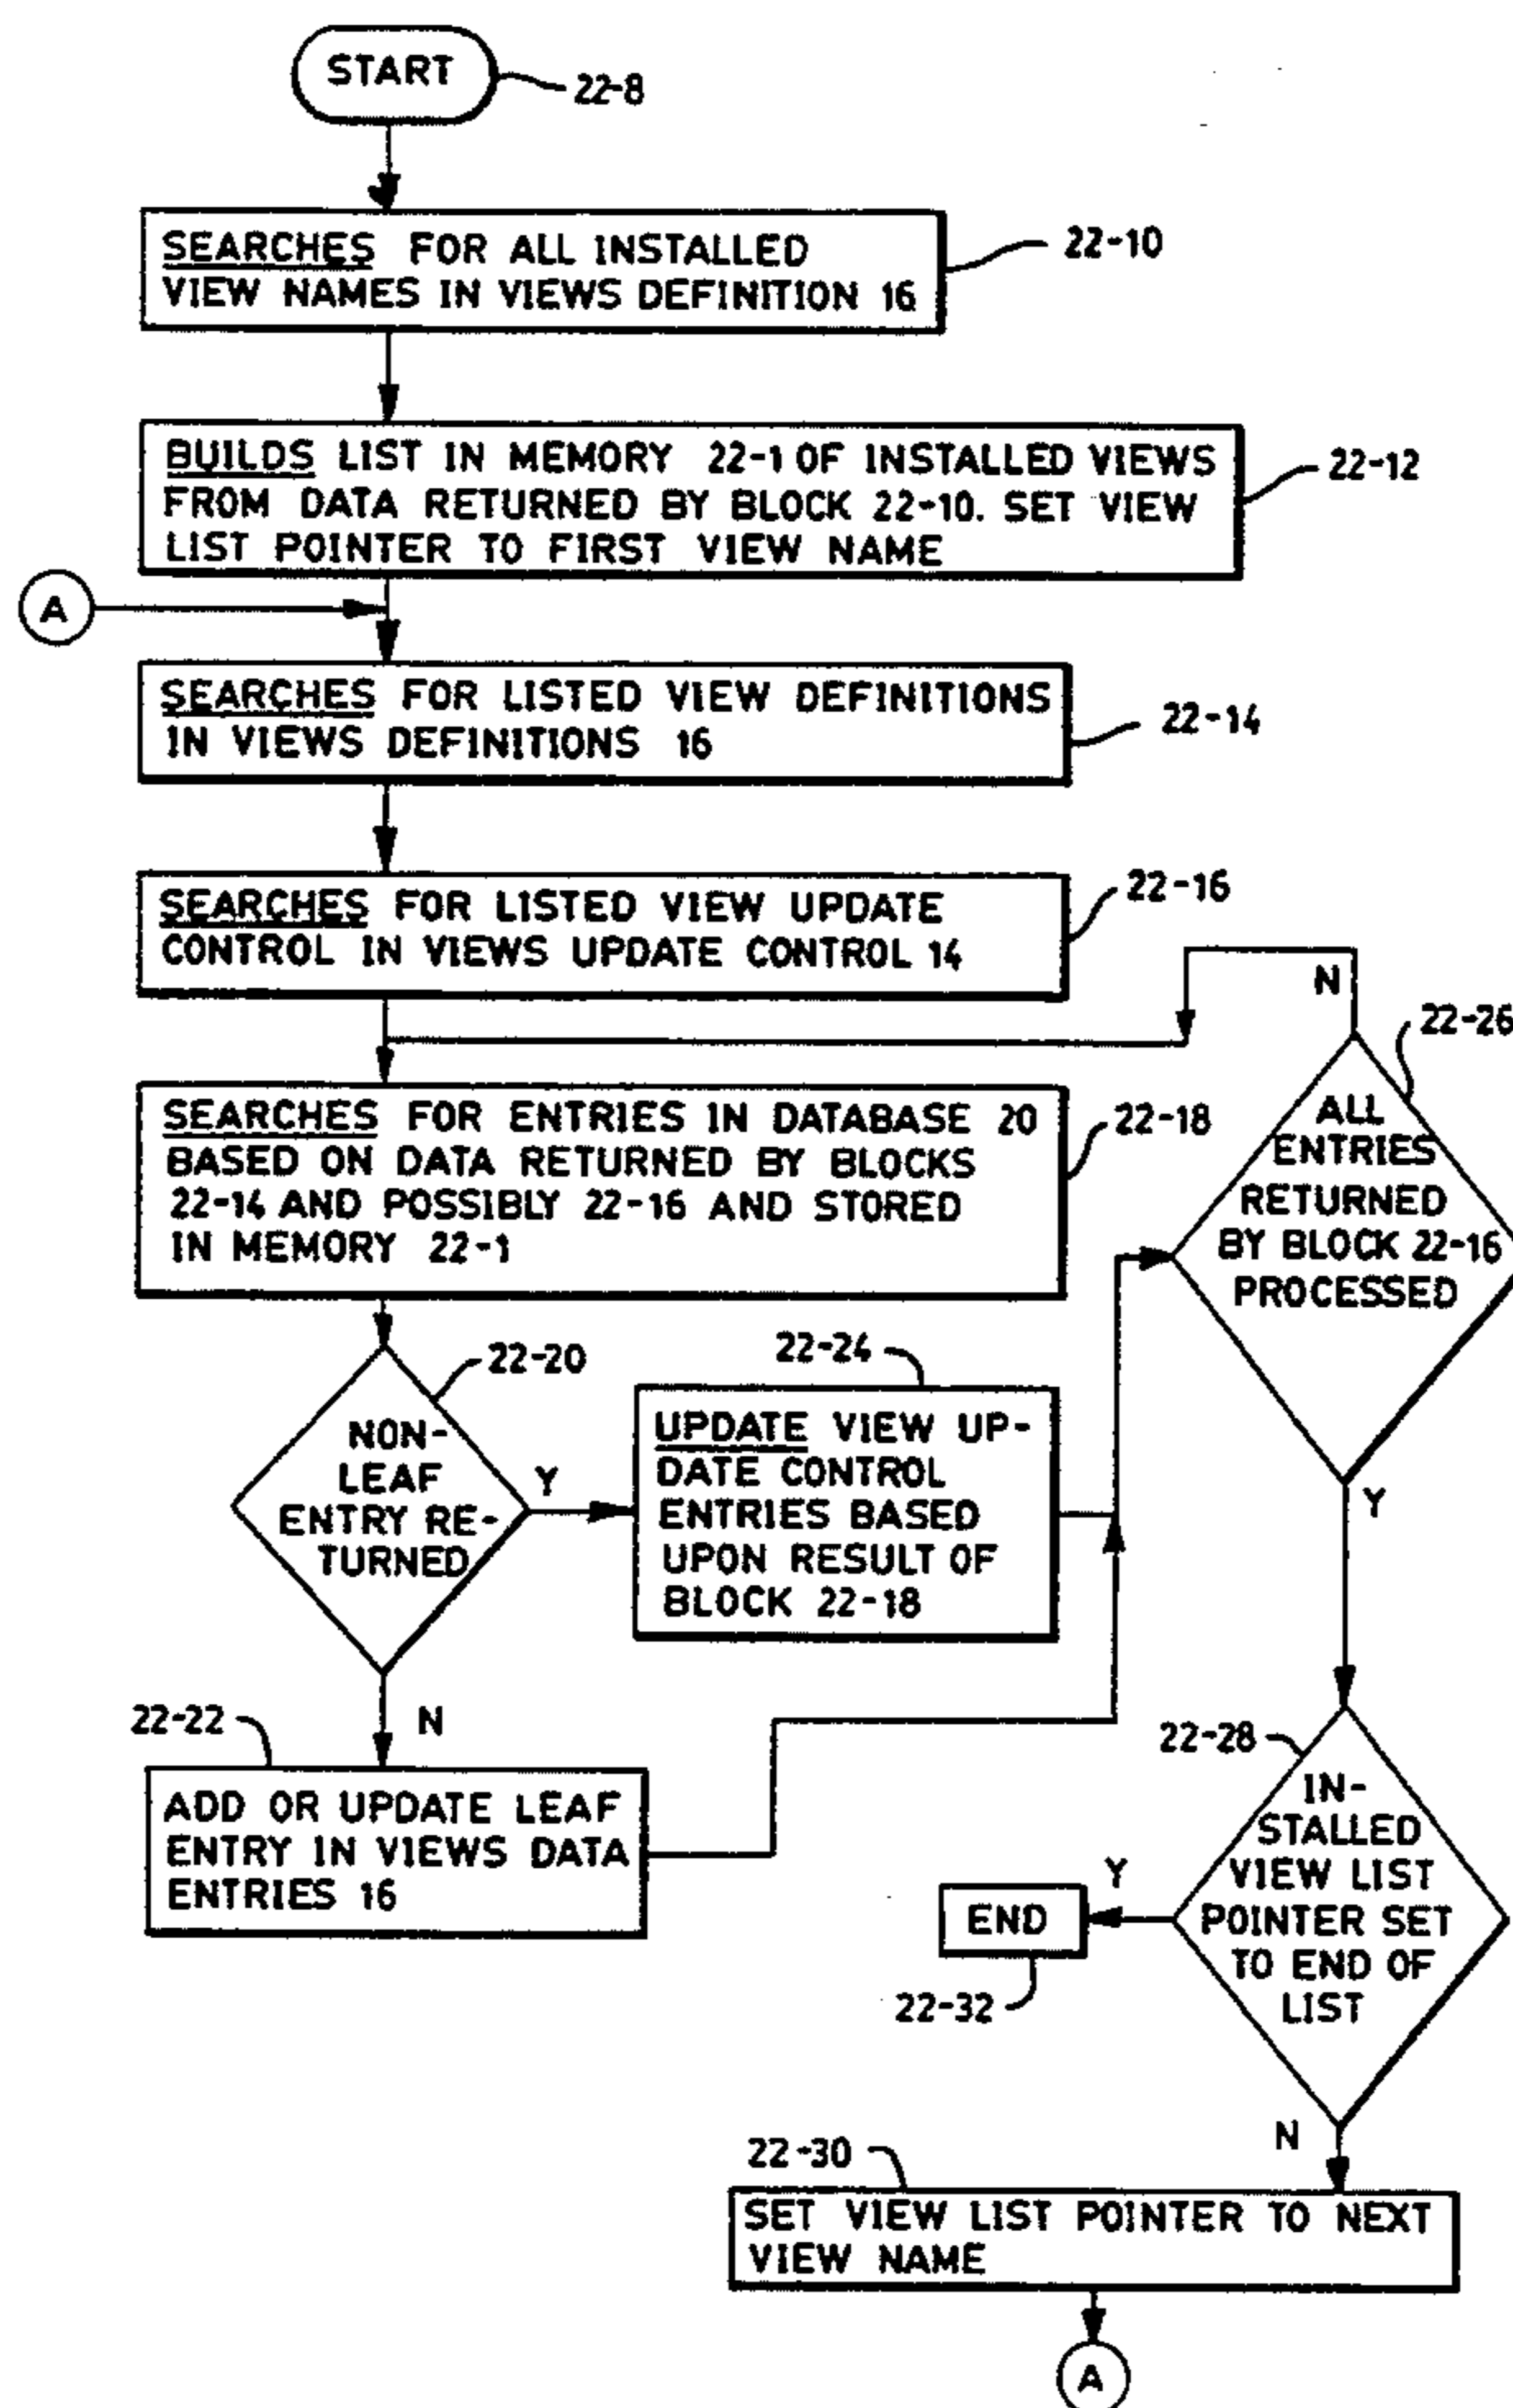 START
22-8
SEARCHES FOR ALL INSTALLED
VIEW NAMES IN VIEWS DEFINITION 16
22-10
BUILDS LIST IN MEMORY 22-1 OF INSTALLED VIEWS
FROM DATA RETURNED BY BLOCK 22-10. SET VIEW
LIST POINTER TO FIRST VIEW NAME
22-12
A
SEARCHES FOR LISTED VIEW DEFINITIONS
IN VIEWS DEFINITIONS 16
22-14
SEARCHES FOR LISTED VIEW UPDATE
CONTROL IN VIEWS UPDATE CONTROL 14
22-16
SEARCHES FOR ENTRIES IN DATABASE 20
BASED ON DATA RETURNED BY BLOCKS
22-14 AND POSSIBLY 22-16 AND STORED
IN MEMORY 22-1
22-18
NON-
LEAF
ENTRY RE-
TURNED
22-20
Y
N
22-24
UPDATE VIEW UP-
DATE CONTROL
ENTRIES BASED
UPON RESULT OF
BLOCK 22-18
22-22
ADD OR UPDATE LEAF
ENTRY IN VIEWS DATA
ENTRIES 16
N
22-26
ALL
ENTRIES
RETURNED
BY BLOCK 22-16
PROCESSED
Y
22-28
IN-
STALLED
VIEW LIST
POINTER SET
TO END OF
LIST
Y
END
22-32
N
22-30
SET VIEW LIST POINTER TO NEXT
VIEW NAME
A